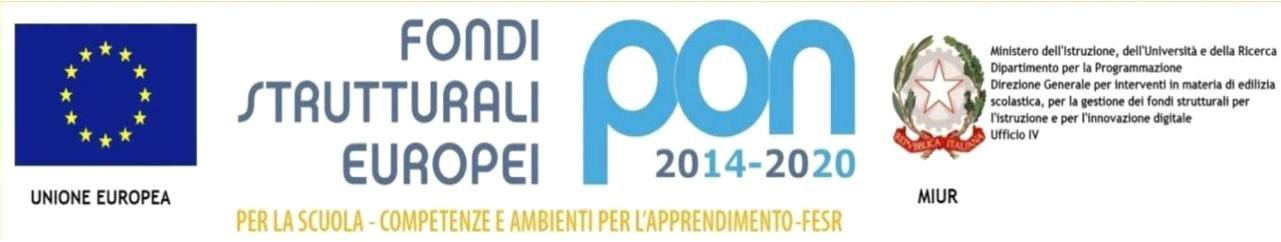 UNIONE EUROPEA
FONDI
STRUTTURALI
EUROPEI
pon
2014-2020
PER LA SCUOLA - COMPETENZE E AMBIENTI PER L'APPRENDIMENTO-FESR
REPVBBLICA ITALIANA
MIUR
Ministero dell'Istruzione, dell'Università e della Ricerca
Dipartimento per la Programmazione
Direzione Generale per interventi in materia di edilizia
scolastica, per la gestione dei fondi strutturali per
l'istruzione e per l'innovazione digitale
Ufficio IV